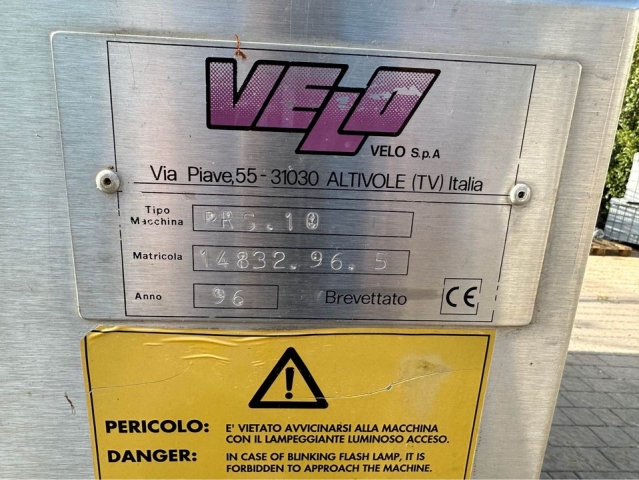 VELO
VELO S.p.A
Via Piave,55-31030 ALTIVOLE (TV) Italia
Tipo Macchina PRS.10
Matricola 14832.96.5
Anno 96 Brevettato CE
PERICOLO: E' VIETATO AVVICINARSI ALLA MACCHINA
CON IL LAMPEGGIANTE LUMINOSO ACCESO.
DANGER: IN CASE OF BLINKING FLASH LAMP, IT IS
FORBIDDEN TO APPROACH THE MACHINE.